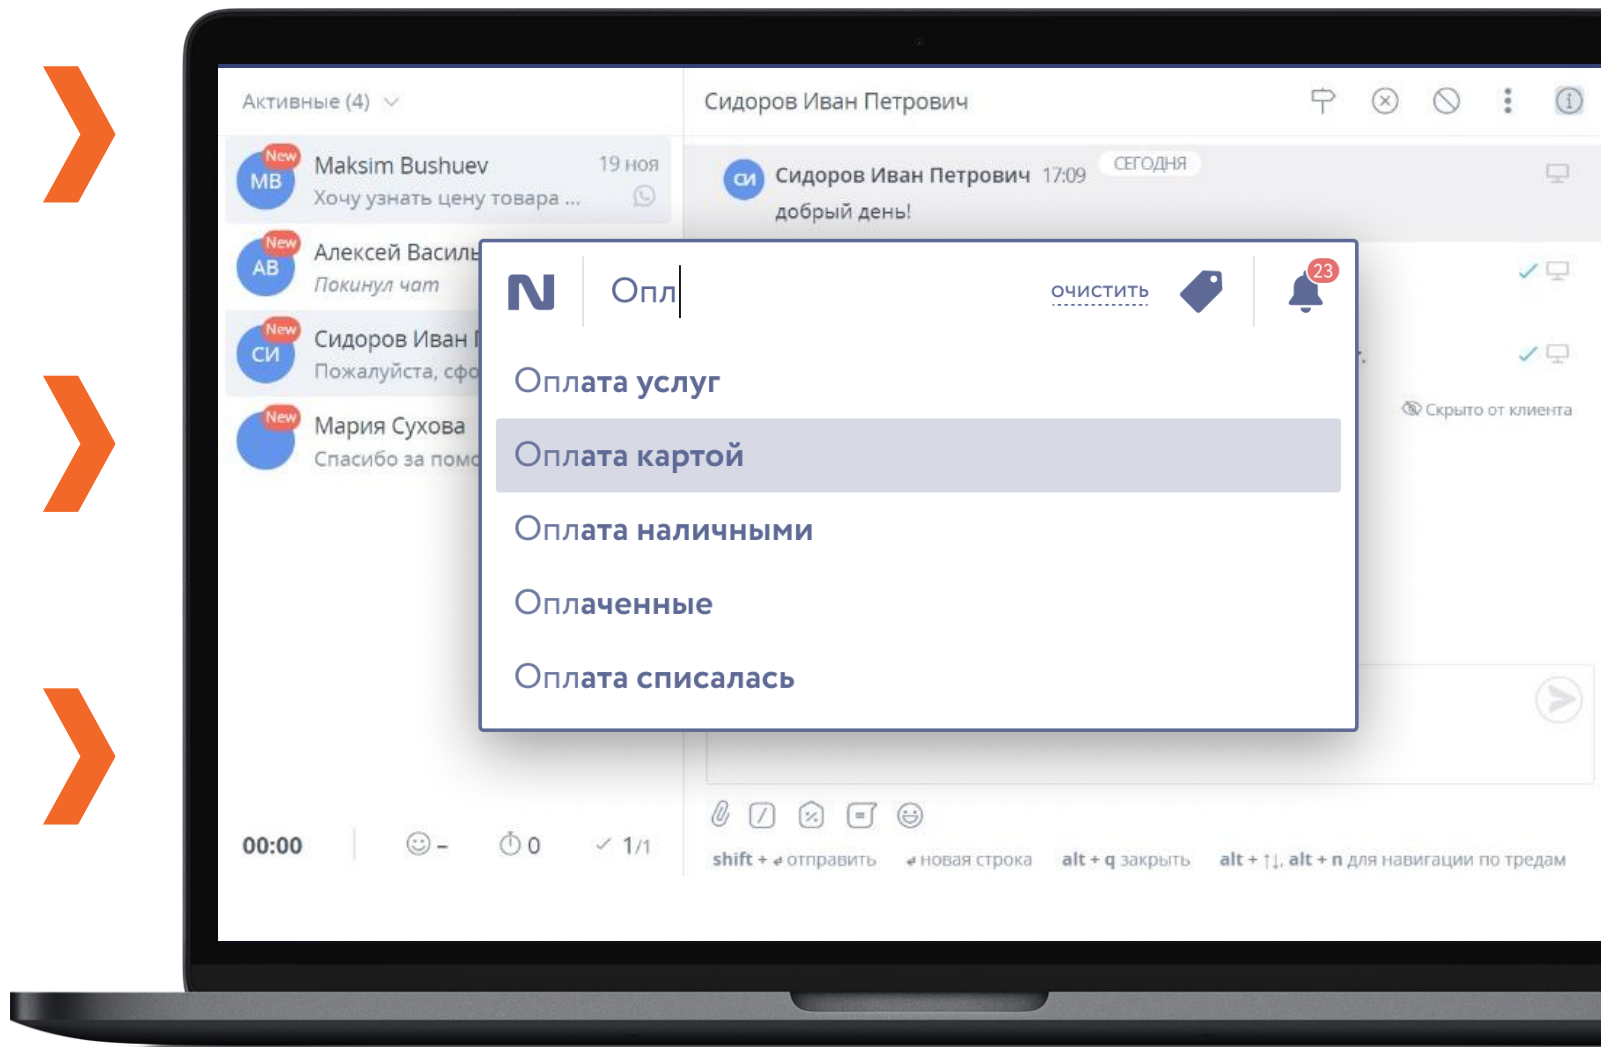 Активные (4)
New
MB
Maksim Bushuev
19 ноя
Хочу узнать цену товара ...
New
AB
Алексей Василь
Покинул чат
New
СИ
Сидоров Иван
Пожалуйста, сфо
New
Мария Сухова
Спасибо за помо
00:00
–
0
1/1
Сидоров Иван Петрович
СИ
Сидоров Иван Петрович 17:09
СЕГОДНЯ
добрый день!
Скрыто от клиента
N
Опл
очистить
23
Оплата услуг
Оплата картой
Оплата наличными
Оплаченные
Оплата списалась
shift + ↲ отправить ↲ новая строка alt + q закрыть alt + ↑↓, alt + n для навигации по тредам